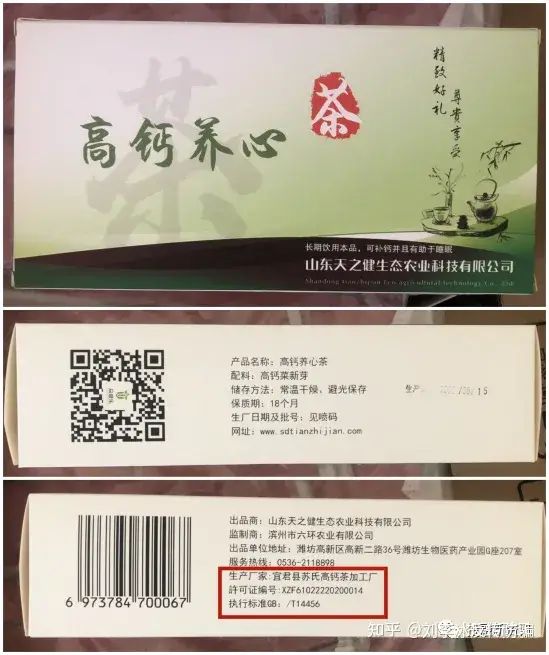 茶
高钙养心
茶
精致好礼
尊贵享受
长期饮用本品,可补钙并且有助于睡眠
山东天之健生态农业科技有限公司
产品名称:高钙养心茶
配料:高钙菜新芽
储存方法:常温干燥、避光保存
保质期:18个月
生厂日期及批号:见喷码
网址:www.sdtianzhijian.com
出品商:山东天之健生态农业科技有限公司
监制商:滨州市六环农业有限公司
出品单位地址:潍坊高新区高新二路36号潍坊生物医药产业园G座207室
服务热线:0536-2118898
生产厂家:宜君县苏氏高钙茶加工厂
許可证编号:XZF61022220200014
执行标准GB:/T14456
6 973784 700067
知乎